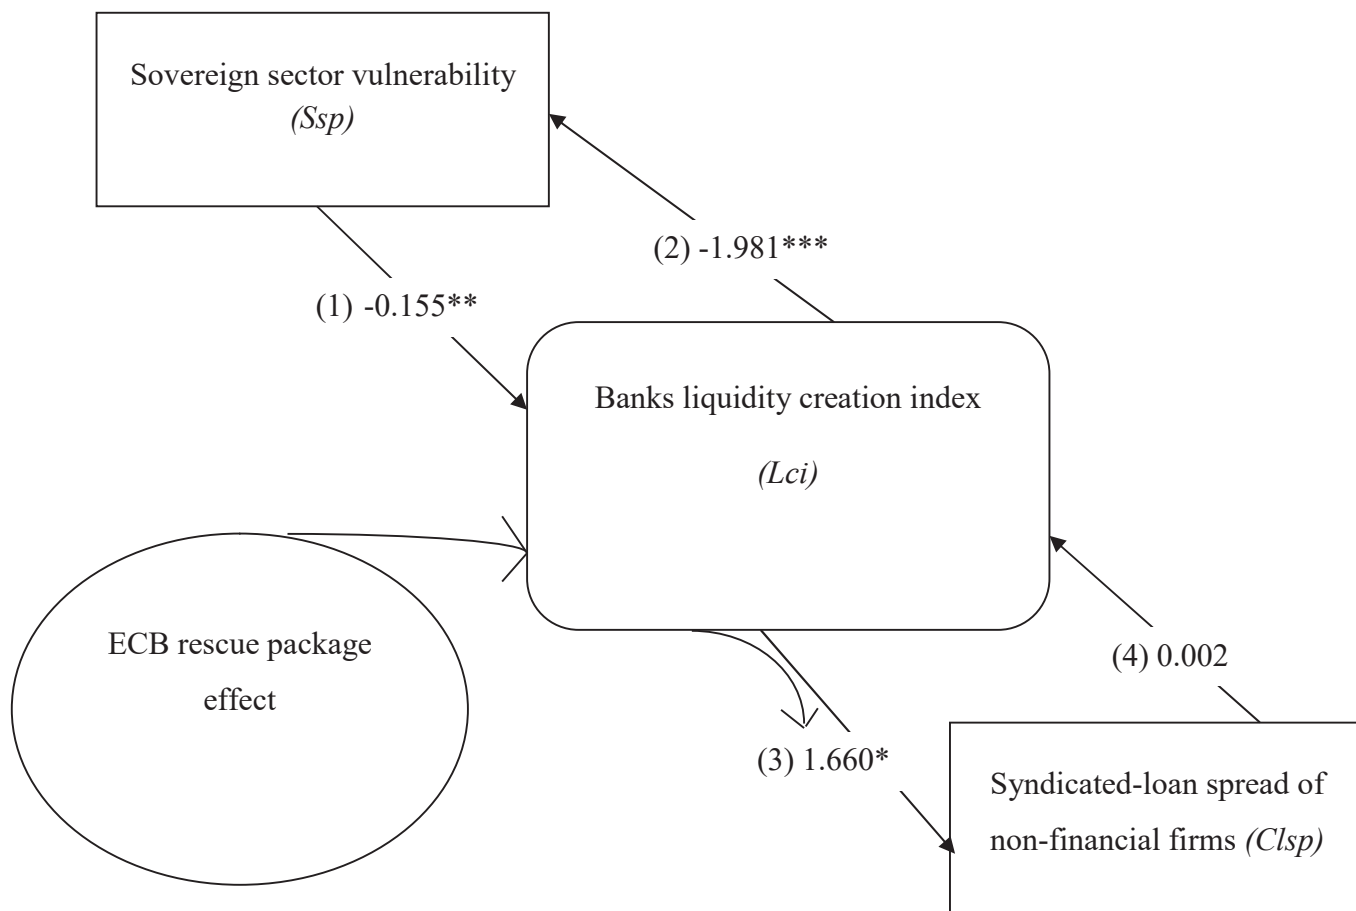 Sovereign sector vulnerability
(Ssp)
(2) -1.981***
(1) -0.155**
Banks liquidity creation index
(Lci)
ECB rescue package
effect
(4) 0.002
(3) 1.660*
Syndicated-loan spread of
non-financial firms (Clsp)